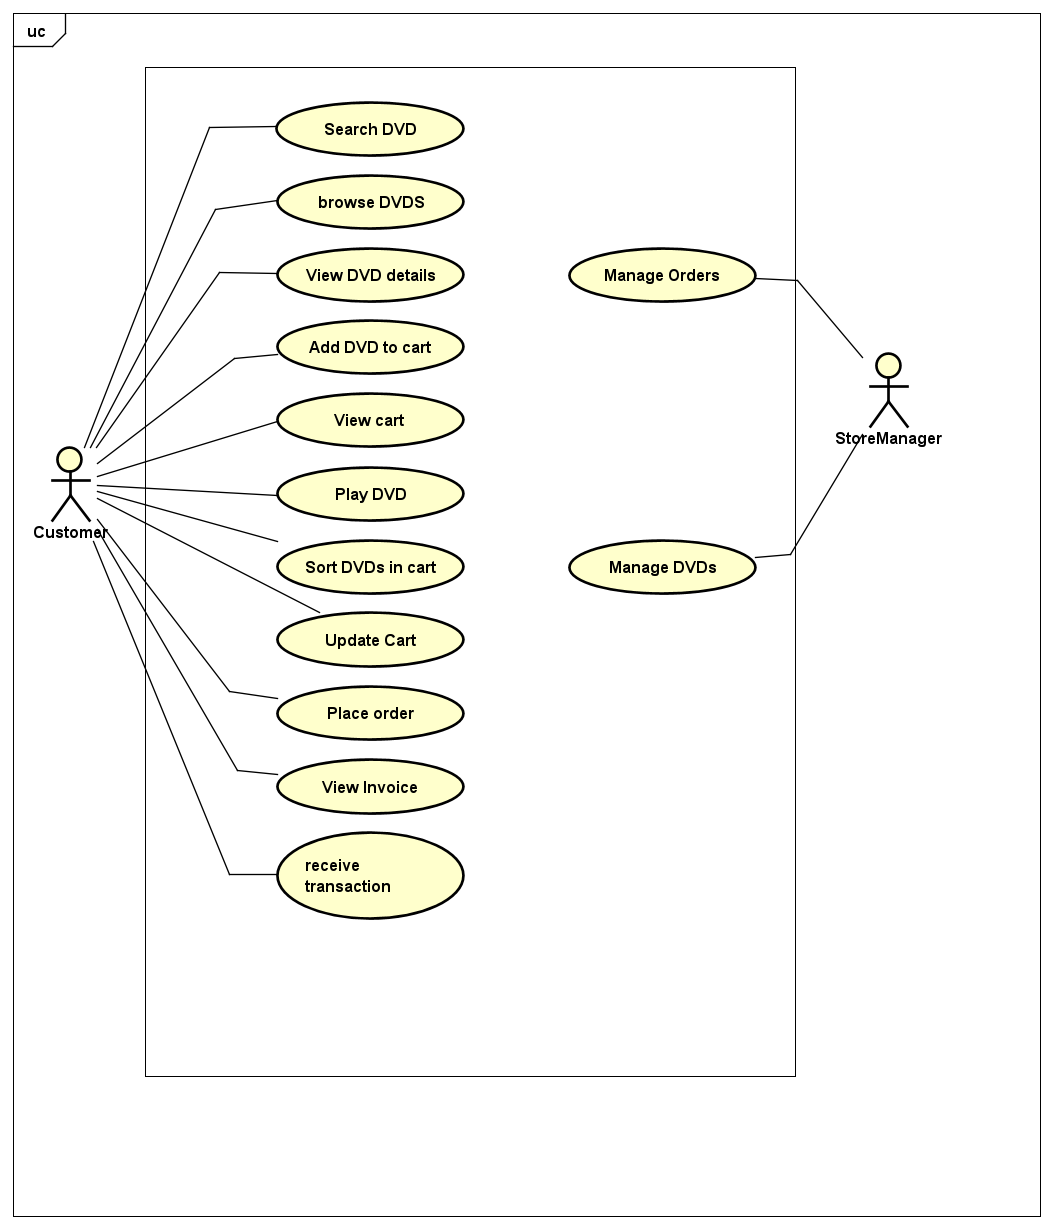 uc
Search DVD
browse DVDS
View DVD details
Manage Orders
Add DVD to cart
View cart
StoreManager
Play DVD
Customer
Sort DVDs in cart
Manage DVDs
Update Cart
Place order
View Invoice
receive
transaction